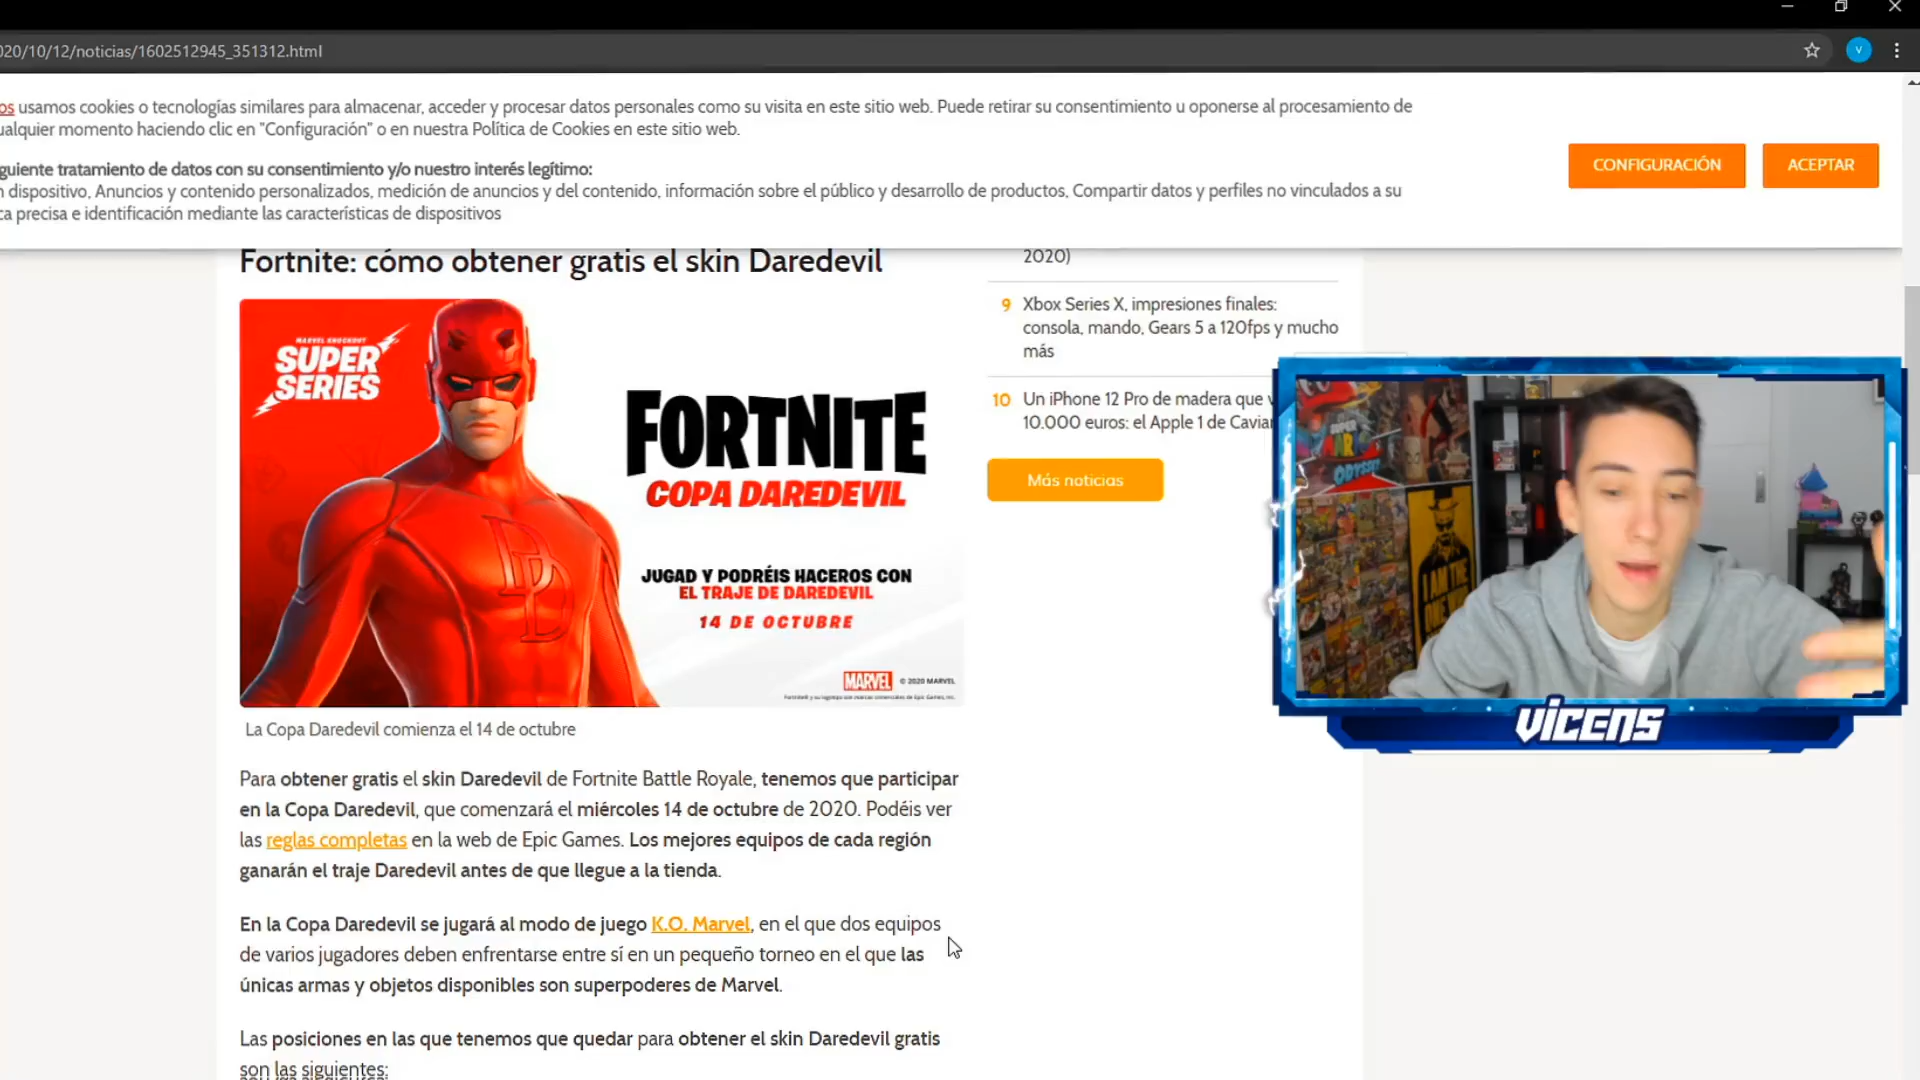 020/10/12/noticias/1602512945_351312.html
V
os usamos cookies o tecnologías similares para almacenar, acceder y procesar datos personales como su visita en este sitio web. Puede retirar su consentimiento u oponerse al procesamiento de
ualquier momento haciendo clic en "Configuración" o en nuestra Política de Cookies en este sitio web.
guiente tratamiento de datos con su consentimiento y/o nuestro interés legítimo:
n dispositivo, Anuncios y contenido personalizados, medición de anuncios y del contenido, información sobre el público y desarrollo de productos, Compartir datos y perfiles no vinculados a su
ca precisa e identificación mediante las características de dispositivos
CONFIGURACIÓN
ACEPTAR
Fortnite: cómo obtener gratis el skin Daredevil
MARVEL KNOCKOUT
SUPER
SERIES
FORTNITE
COPA DAREDEVIL
JUGAD Y PODRÉIS HACEROS CON
EL TRAJE DE DAREDEVIL
14 DE OCTUBRE
MARVEL © 2020 MARVEL
DD
La Copa Daredevil comienza el 14 de octubre
Para obtener gratis el skin Daredevil de Fortnite Battle Royale, tenemos que participar
en la Copa Daredevil, que comenzará el miércoles 14 de octubre de 2020. Podéis ver
las reglas completas en la web de Epic Games. Los mejores equipos de cada región
ganarán el traje Daredevil antes de que llegue a la tienda.
En la Copa Daredevil se jugará al modo de juego K.O. Marvel, en el que dos equipos
de varios jugadores deben enfrentarse entre sí en un pequeño torneo en el que las
únicas armas y objetos disponibles son superpoderes de Marvel.
Las posiciones en las que tenemos que quedar para obtener el skin Daredevil gratis
son las siguientes:
2020)
9 Xbox Series X, impresiones finales:
consola, mando, Gears 5 a 120fps y mucho
más
10 Un iPhone 12 Pro de madera que v
10.000 euros: el Apple 1 de Caviar
Más noticias
SUPER
ODYSSEY
I AM THE
ONE
VICENS